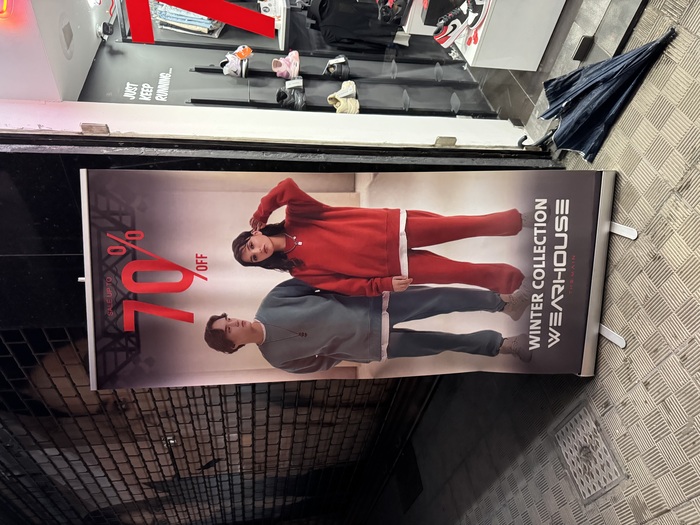 SALE UP TO
70%
OFF
WINTER COLLECTION
WEARHOUSE
JUST
KEEP
RUNNING...